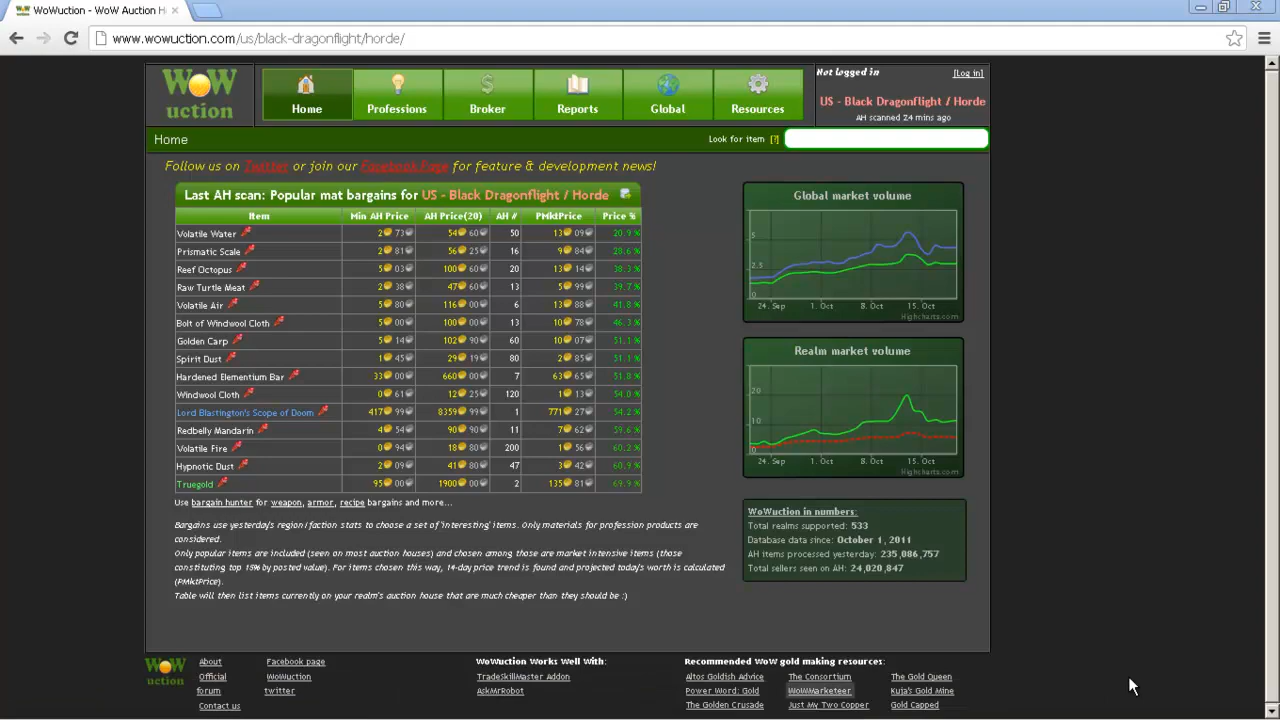 WoWuction - WoW Auction H
www.wowuction.com/us/black-dragonflight/horde/
WoW
uction
Home
Professions
Broker
Reports
Global
Resources
Not logged in
[Log in]
US - Black Dragonflight / Horde
AH scanned 24 mins ago
Home
Look for item [?]
Follow us on Twitter or join our Facebook Page for feature & development news!
Last AH scan: Popular mat bargains for US - Black Dragonflight / Horde
Item Min AH Price AH Price(20) AH # PMktPrice Price %
Volatile Water 2 73 54 60 50 13 09 20.9 %
Prismatic Scale 2 81 56 25 16 9 84 28.6 %
Reef Octopus 5 03 100 60 20 13 14 38.3 %
Raw Turtle Meat 2 38 47 60 13 5 99 39.7 %
Volatile Air 5 80 116 00 6 13 88 41.8 %
Bolt of Windwool Cloth 5 00 100 00 13 10 78 46.3 %
Golden Carp 5 14 102 90 60 10 07 51.1 %
Spirit Dust 1 45 29 19 80 2 85 51.1 %
Hardened Elementium Bar 33 00 660 00 7 63 65 51.8 %
Windwool Cloth 0 61 12 25 120 1 13 54.0 %
Lord Blastington's Scope of Doom 417 99 8359 99 1 771 27 54.2 %
Redbelly Mandarin 4 54 90 90 11 7 62 59.6 %
Volatile Fire 0 94 18 80 200 1 56 60.2 %
Hypnotic Dust 2 09 41 80 47 3 42 60.9 %
Truegold 95 00 1900 00 2 135 81 69.9 %
Use bargain hunter for weapon, armor, recipe bargains and more...
Bargains use yesterday's region/faction stats to choose a set of 'interesting' items. Only materials for profession products are
considered.
Only popular items are included (seen on most auction houses) and chosen among those are market intensive items (those
constituting top 15% by posted value). For items chosen this way, 14-day price trend is found and projected today's worth is calculated
(PMktPrice).
Table will then list items currently on your realm's auction house that are much cheaper than they should be :)
Global market volume
5
2.5
0
24. Sep 1. Oct 8. Oct 15. Oct
Highcharts.com
Realm market volume
20
10
0
24. Sep 1. Oct 8. Oct 15. Oct
Highcharts.com
WoWuction in numbers:
Total realms supported: 533
Database data since: October 1, 2011
AH items processed yesterday: 235,086,757
Total sellers seen on AH: 24,020,847
WoW
uction
About
Official
forum
Contact us
Facebook page
WoWuction
twitter
WoWuction Works Well With:
TradeSkillMaster Addon
AskMrRobot
Recommended WoW gold making resources:
Altos Goldish Advice The Consortium The Gold Queen
Power Word: Gold WoWMarketeer Kuja's Gold Mine
The Golden Crusade Just My Two Copper Gold Capped